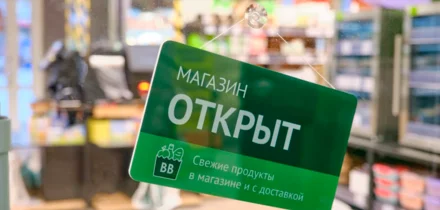 МАГАЗИН
ОТКРЫТ
ВВ
Свежие продукты
в магазине и с доставкой